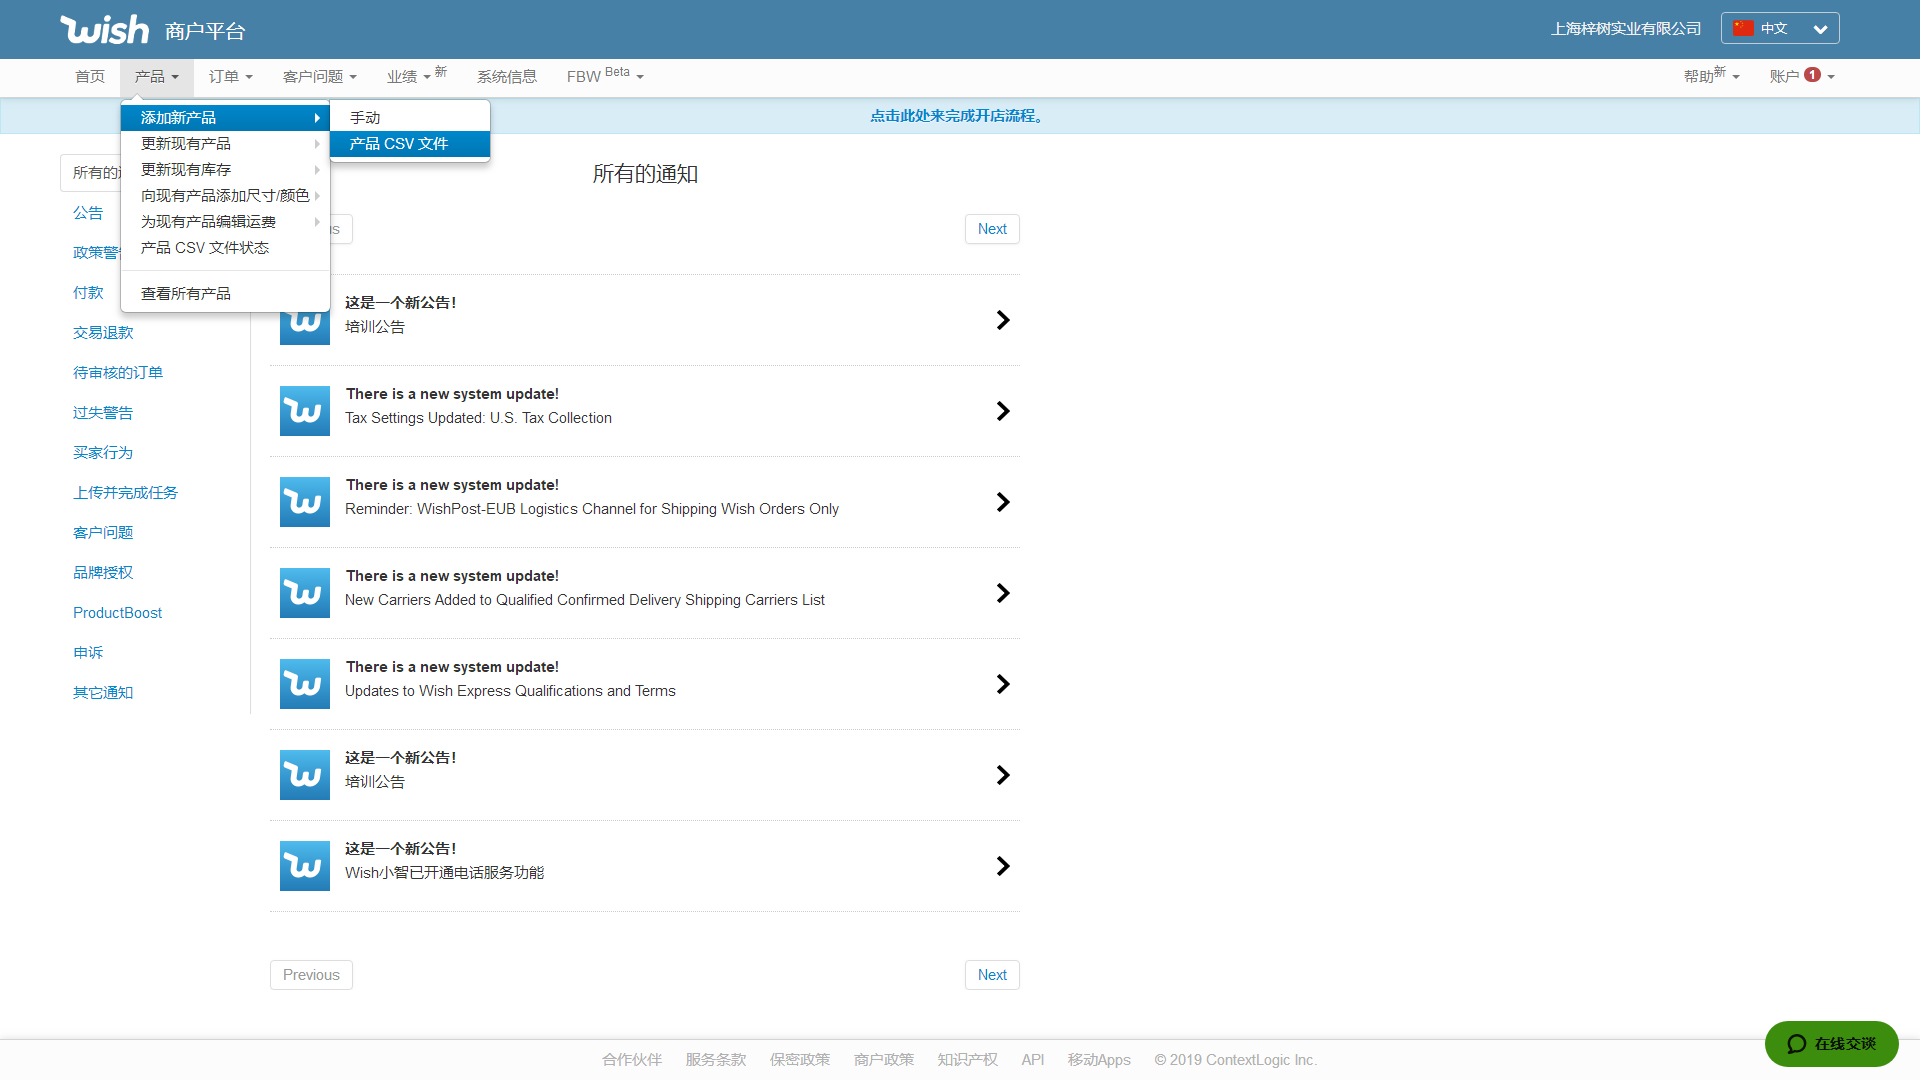 wish 商户平台
上海梓树实业有限公司
中文
首页 产品 订单 客户问题 业绩 新 系统信息 FBW Beta
帮助 新 账户 1
点击此处来完成开店流程。
添加新产品
更新现有产品
更新现有库存
向现有产品添加尺寸/颜色
为现有产品编辑运费
产品 CSV 文件状态
查看所有产品
手动
产品 CSV 文件
所有的
公告
政策警
付款
交易退款
待审核的订单
过失警告
买家行为
上传并完成任务
客户问题
品牌授权
ProductBoost
申诉
其它通知
所有的通知
Next
这是一个新公告!
培训公告
There is a new system update!
Tax Settings Updated: U.S. Tax Collection
There is a new system update!
Reminder: WishPost-EUB Logistics Channel for Shipping Wish Orders Only
There is a new system update!
New Carriers Added to Qualified Confirmed Delivery Shipping Carriers List
There is a new system update!
Updates to Wish Express Qualifications and Terms
这是一个新公告!
培训公告
这是一个新公告!
Wish小智已开通电话服务功能
Previous
Next
合作伙伴 服务条款 保密政策 商户政策 知识产权 API 移动Apps © 2019 ContextLogic Inc.
在线交谈